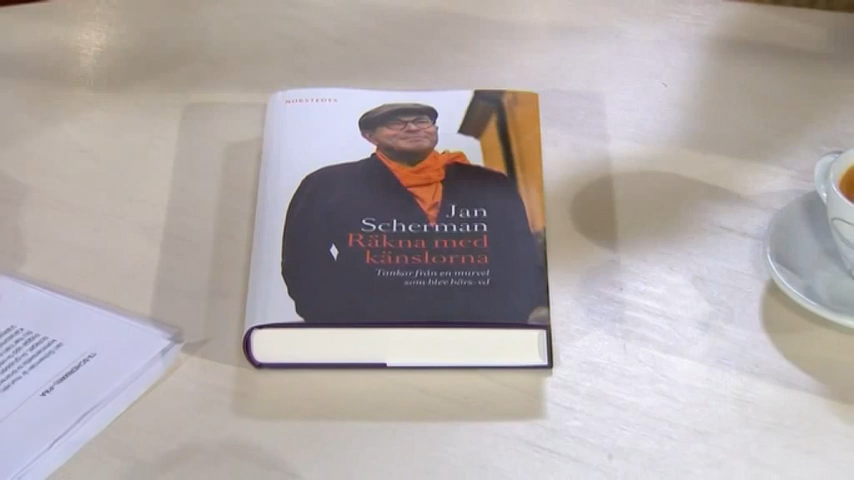 NORSTEDTS
Jan
Scherman
Räkna med
känslorna
Tankar från en murvel
som blev börs-vd